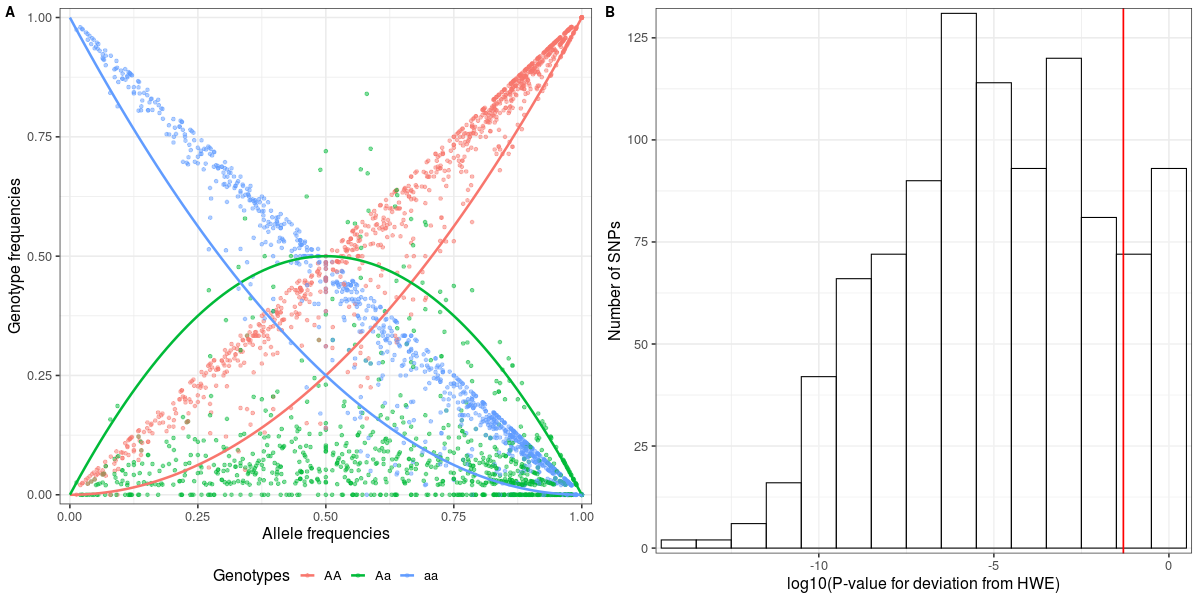 A
1.00
0.75
0.50
0.25
0.00
Genotype frequencies
0.00 0.25 0.50 0.75 1.00
Allele frequencies
Genotypes AA Aa aa
B
125
100
75
50
25
0
Number of SNPs
-10 -5 0
log10(P-value for deviation from HWE)